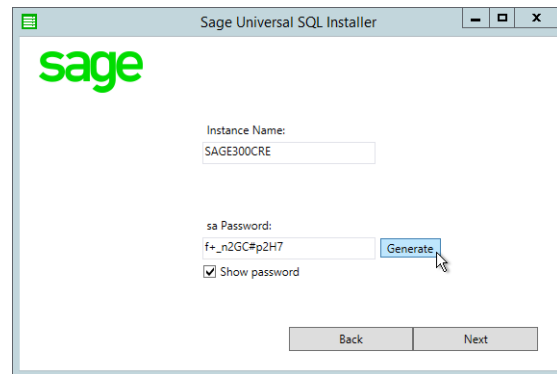 Sage Universal SQL Installer
sage
Instance Name:
SAGE300CRE
sa Password:
f+_n2GC#p2H7
Generate
Show password
Back
Next